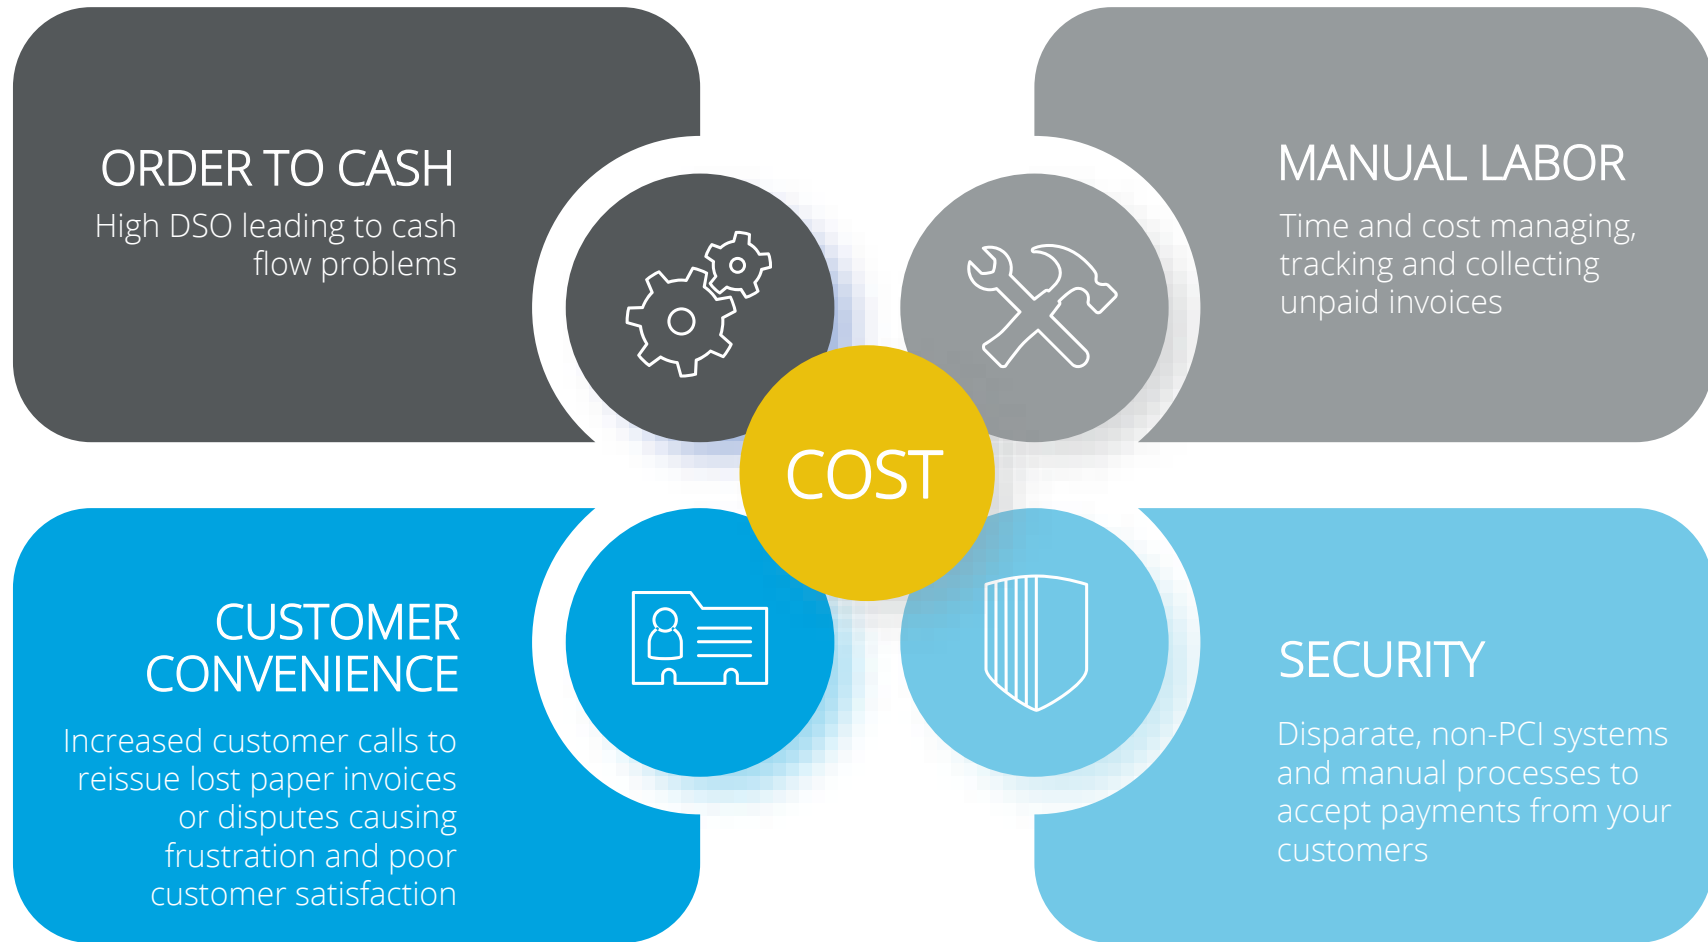 ORDER TO CASH
High DSO leading to cash
flow problems
MANUAL LABOR
Time and cost managing,
tracking and collecting
unpaid invoices
COST
CUSTOMER
CONVENIENCE
Increased customer calls to
reissue lost paper invoices
or disputes causing
frustration and poor
customer satisfaction
SECURITY
Disparate, non-PCI systems
and manual processes to
accept payments from your
customers